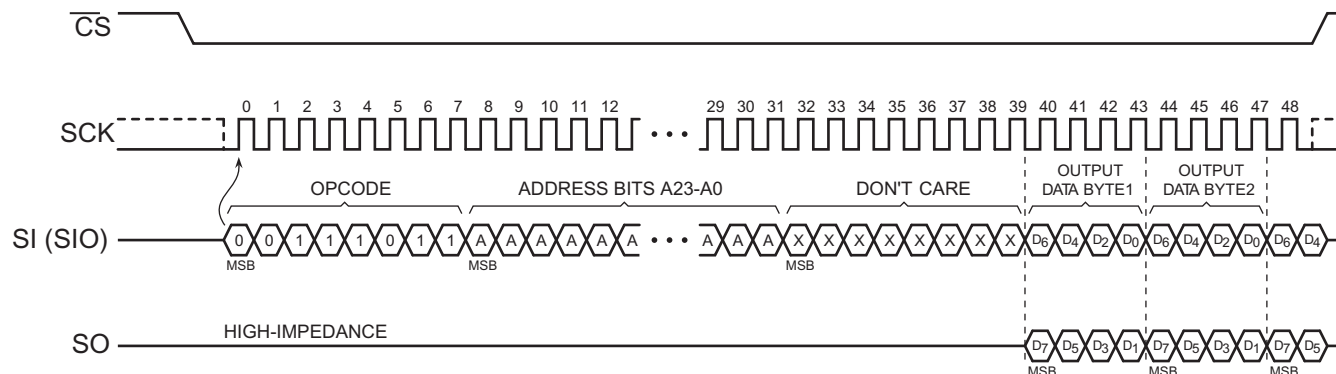 CS
0 1 2 3 4 5 6 7 8 9 10 11 12 29 30 31 32 33 34 35 36 37 38 39 40 41 42 43 44 45 46 47 48
SCK
OPCODE ADDRESS BITS A23-A0 DON'T CARE OUTPUT DATA BYTE1 OUTPUT DATA BYTE2
SI (SIO) 0 0 1 1 1 0 1 1 A A A A A A A A A X X X X X X X X D6 D4 D2 D0 D6 D4 D2 D0 D6 D4
MSB MSB MSB
HIGH-IMPEDANCE
SO D7 D5 D3 D1 D7 D5 D3 D1 D7 D5
MSB MSB MSB